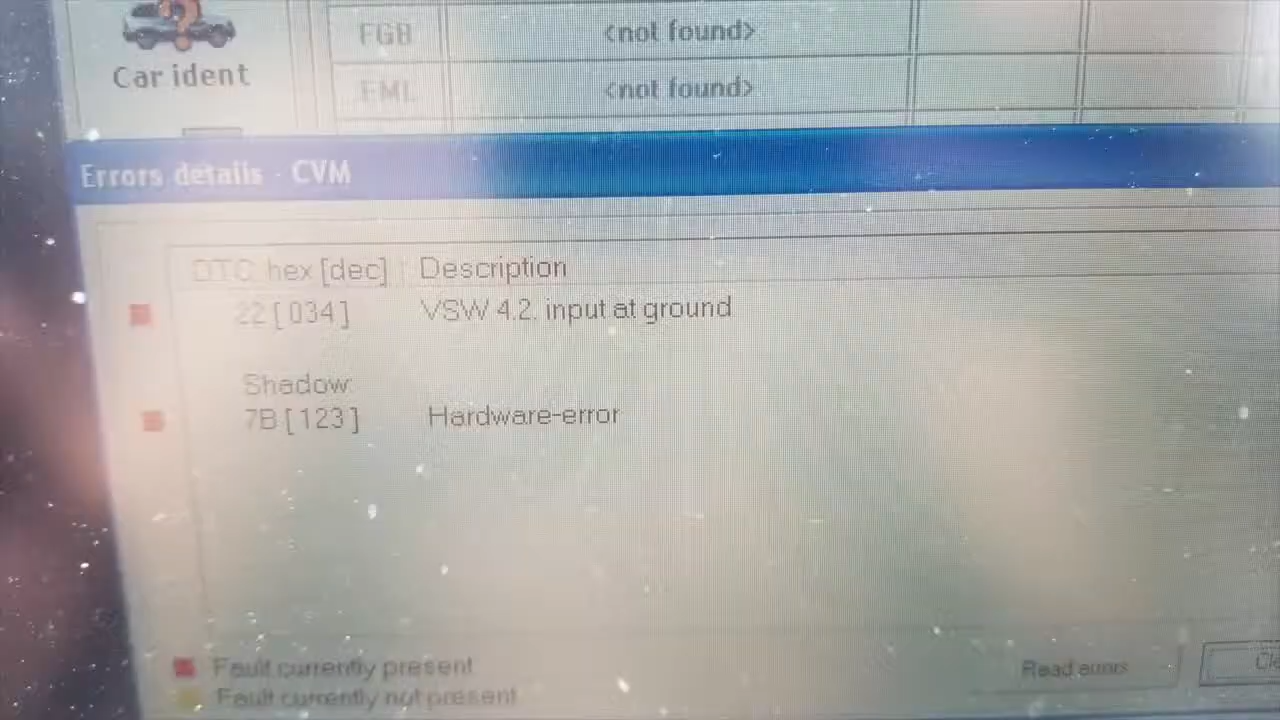 FGB <not found>
Car ident
EML <not found>
Errors details - CVM
DTC hex [dec] Description
22 [ 034 ] VSW 4.2. input at ground
Shadow:
7B [ 123 ] Hardware-error
Fault currently present
Read
Fault currently not present